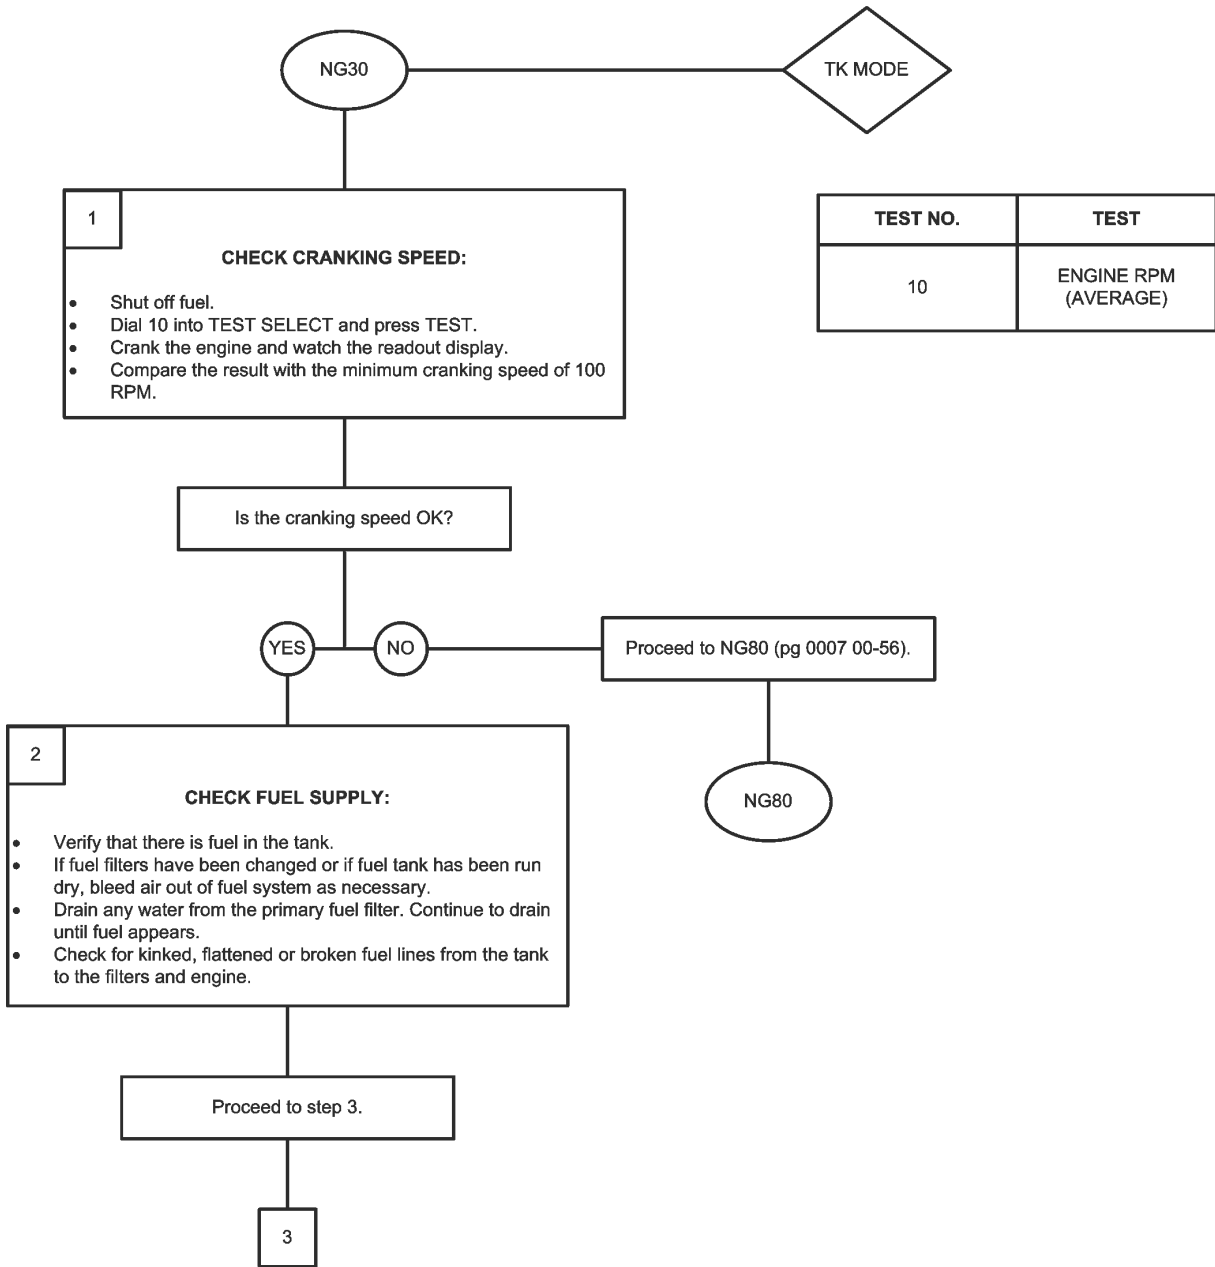 NG30
TK MODE
1
CHECK CRANKING SPEED:
• Shut off fuel.
• Dial 10 into TEST SELECT and press TEST.
• Crank the engine and watch the readout display.
• Compare the result with the minimum cranking speed of 100
RPM.
TEST NO.
TEST
10
ENGINE RPM
(AVERAGE)
Is the cranking speed OK?
YES
NO
Proceed to NG80 (pg 0007 00-56).
NG80
2
CHECK FUEL SUPPLY:
• Verify that there is fuel in the tank.
• If fuel filters have been changed or if fuel tank has been run
dry, bleed air out of fuel system as necessary.
• Drain any water from the primary fuel filter. Continue to drain
until fuel appears.
• Check for kinked, flattened or broken fuel lines from the tank
to the filters and engine.
Proceed to step 3.
3